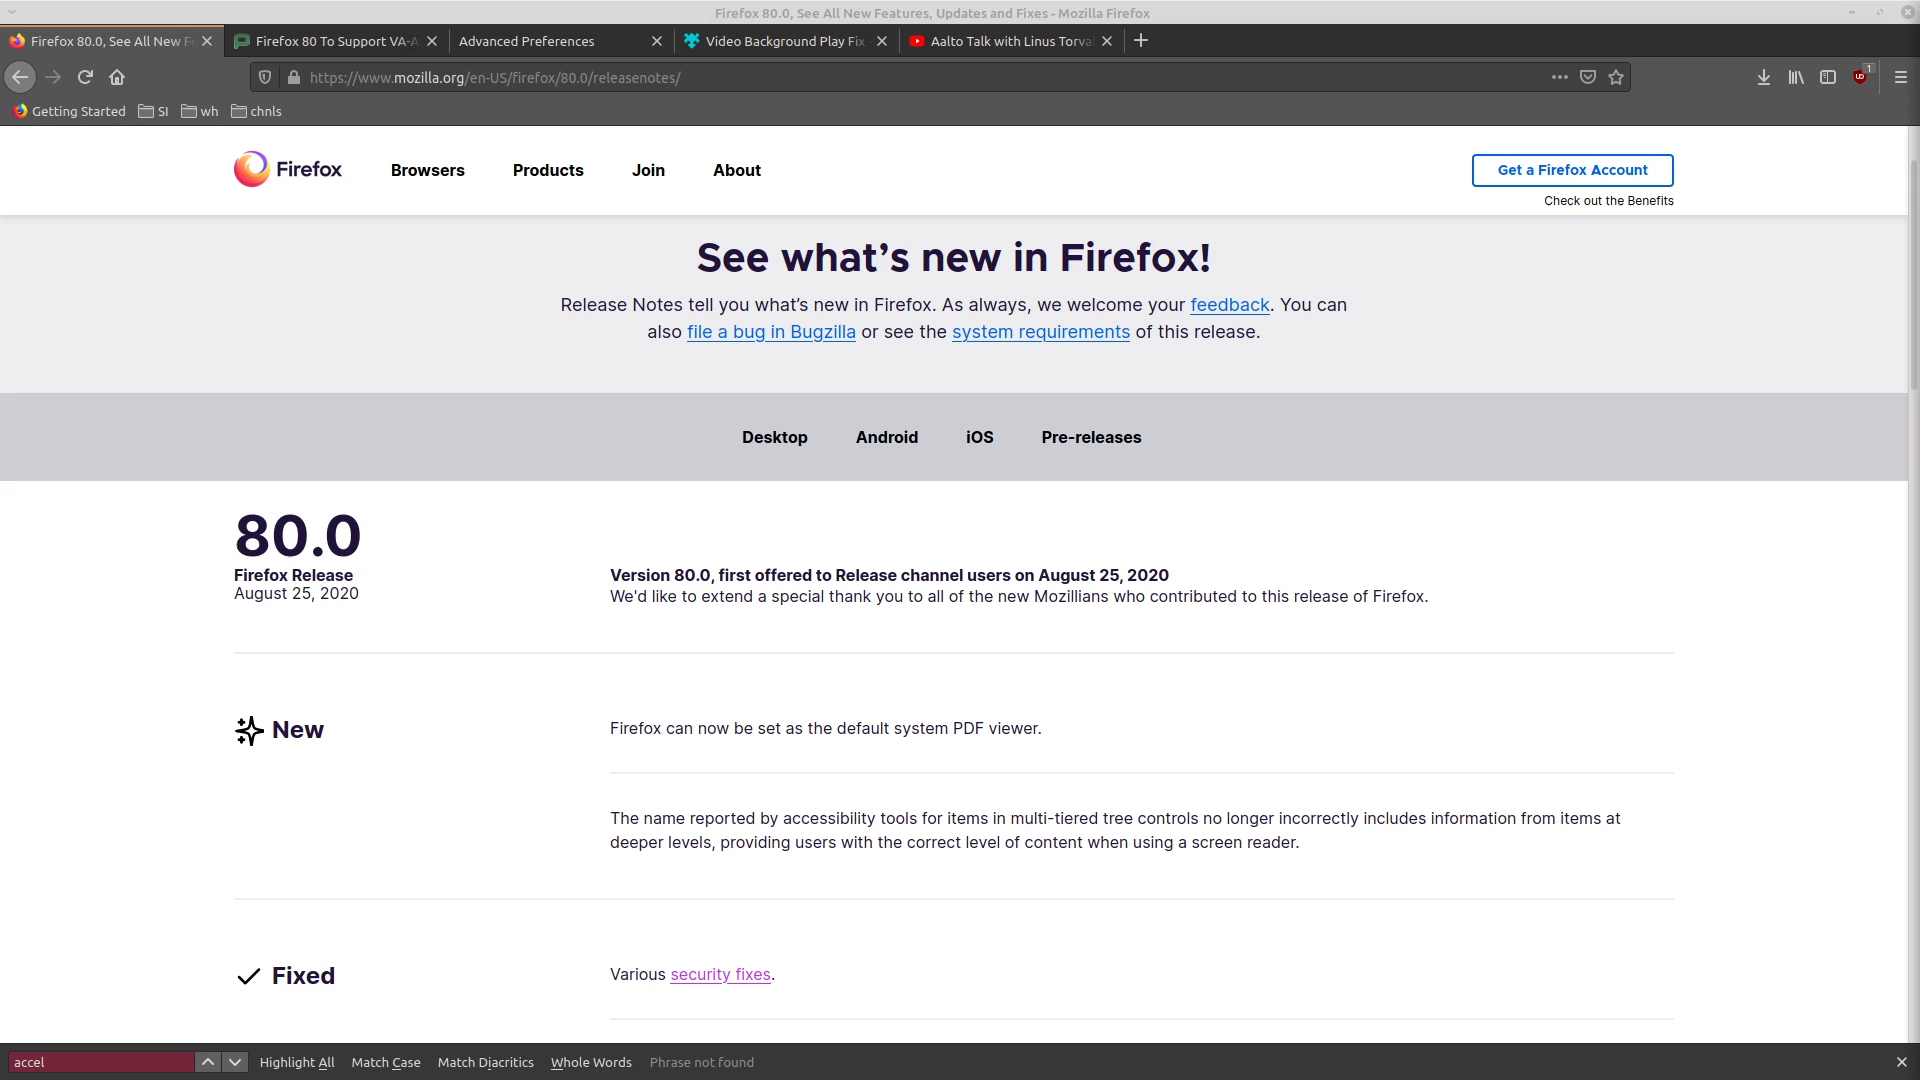 Firefox 80.0, See All New Features, Updates and Fixes - Mozilla Firefox
Firefox 80.0, See All New F
Firefox 80 To Support VA-A
Advanced Preferences
Video Background Play Fix
Aalto Talk with Linus Torval
https://www.mozilla.org/en-US/firefox/80.0/releasenotes/
1
Getting Started
SI
wh
chnls
Firefox
Browsers
Products
Join
About
Get a Firefox Account
Check out the Benefits
See what’s new in Firefox!
Release Notes tell you what’s new in Firefox. As always, we welcome your feedback. You can
also file a bug in Bugzilla or see the system requirements of this release.
Desktop
Android
iOS
Pre-releases
80.0
Firefox Release
August 25, 2020
Version 80.0, first offered to Release channel users on August 25, 2020
We'd like to extend a special thank you to all of the new Mozillians who contributed to this release of Firefox.
New
Firefox can now be set as the default system PDF viewer.
The name reported by accessibility tools for items in multi-tiered tree controls no longer incorrectly includes information from items at
deeper levels, providing users with the correct level of content when using a screen reader.
Fixed
Various security fixes.
accel
Highlight All
Match Case
Match Diacritics
Whole Words
Phrase not found